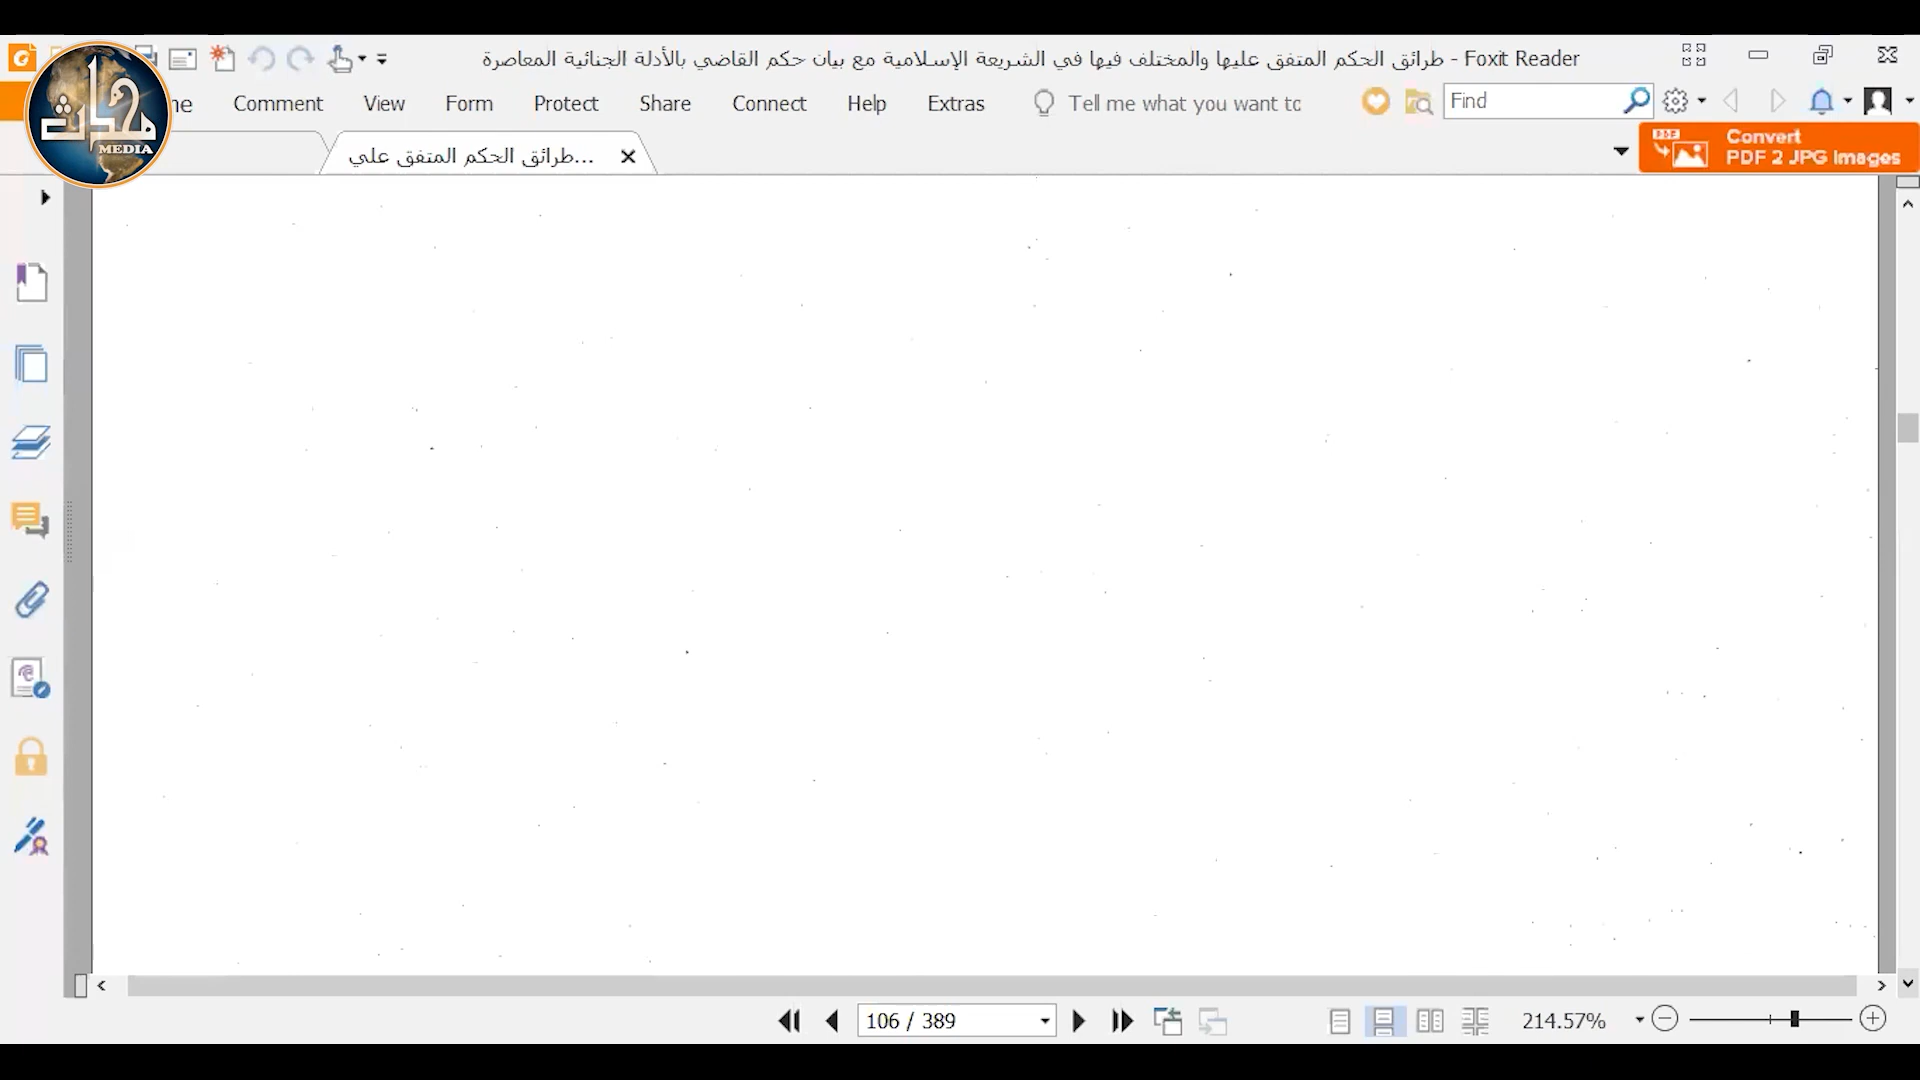 طرائق الحكم المتفق عليها والمختلف فيها في الشريعة الإسلامية مع بيان حكم القاضي بالأدلة الجنائية المعاصرة - Foxit Reader
me Comment View Form Protect Share Connect Help Extras Tell me what you want to Find
MEDIA
طرائق الحكم المتفق علي...
Convert
PDF 2 JPG Images
106 / 389
214.57%